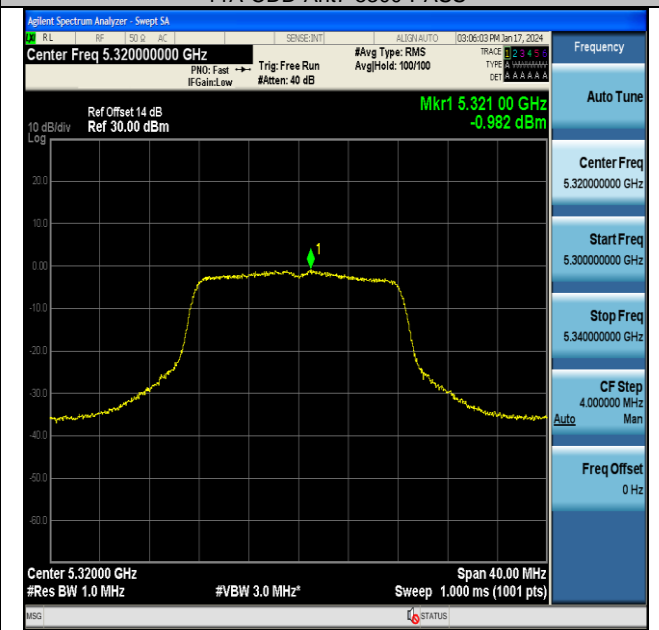 Agilent Spectrum Analyzer - Swept SA
RL RF 50 Ω AC SENSE:INT ALIGN AUTO 03:06:03 PM Jan 17, 2024
Center Freq 5.320000000 GHz
PNO: Fast
IFGain:Low
Trig: Free Run
#Atten: 40 dB
#Avg Type: RMS
Avg|Hold: 100/100
TRACE 1 2 3 4 5 6
TYPE A WWWWW
DET A A A A A A
Frequency
Ref Offset 14 dB
10 dB/div Ref 30.00 dBm
Log
Mkr1 5.321 00 GHz
-0.982 dBm
20.0
10.0
0.00
-10.0
-20.0
-30.0
-40.0
-50.0
-60.0
1
Center 5.32000 GHz Span 40.00 MHz
#Res BW 1.0 MHz #VBW 3.0 MHz* Sweep 1.000 ms (1001 pts)
MSG STATUS
Auto Tune
Center Freq
5.320000000 GHz
Start Freq
5.300000000 GHz
Stop Freq
5.340000000 GHz
CF Step
4.000000 MHz
Auto Man
Freq Offset
0 Hz